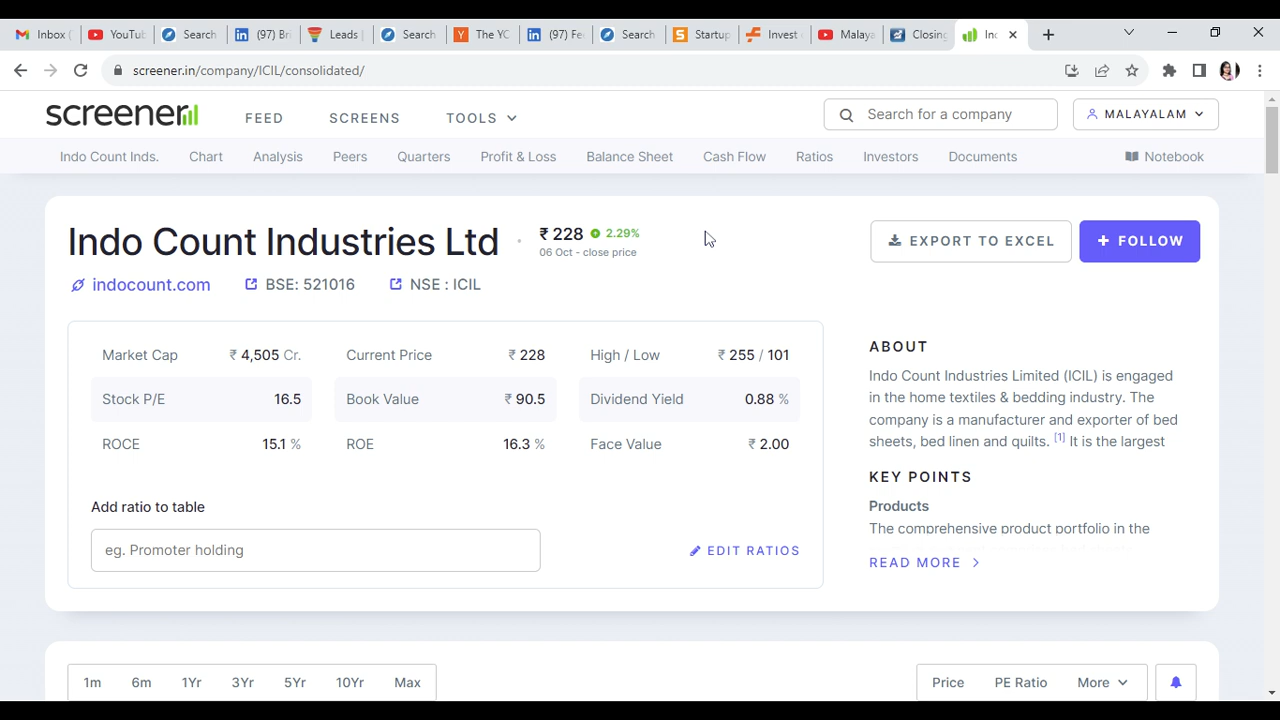 Inbox (
YouTub
Search
(97) Bri
Leads |
Search
The YC
(97) Fe
Search
Startup
Invest
Malaya
Closing
Inc
screener.in/company/ICIL/consolidated/
screener
FEED
SCREENS
TOOLS
Search for a company
MALAYALAM
Indo Count Inds.
Chart
Analysis
Peers
Quarters
Profit & Loss
Balance Sheet
Cash Flow
Ratios
Investors
Documents
Notebook
Indo Count Industries Ltd
₹ 228 2.29%
06 Oct - close price
EXPORT TO EXCEL
FOLLOW
indocount.com
BSE: 521016
NSE : ICIL
Market Cap ₹ 4,505 Cr.
Current Price ₹ 228
High / Low ₹ 255 / 101
Stock P/E 16.5
Book Value ₹ 90.5
Dividend Yield 0.88 %
ROCE 15.1 %
ROE 16.3 %
Face Value ₹ 2.00
Add ratio to table
eg. Promoter holding
EDIT RATIOS
ABOUT
Indo Count Industries Limited (ICIL) is engaged
in the home textiles & bedding industry. The
company is a manufacturer and exporter of bed
sheets, bed linen and quilts. [1] It is the largest
KEY POINTS
Products
The comprehensive product portfolio in the
READ MORE
1m
6m
1Yr
3Yr
5Yr
10Yr
Max
Price
PE Ratio
More